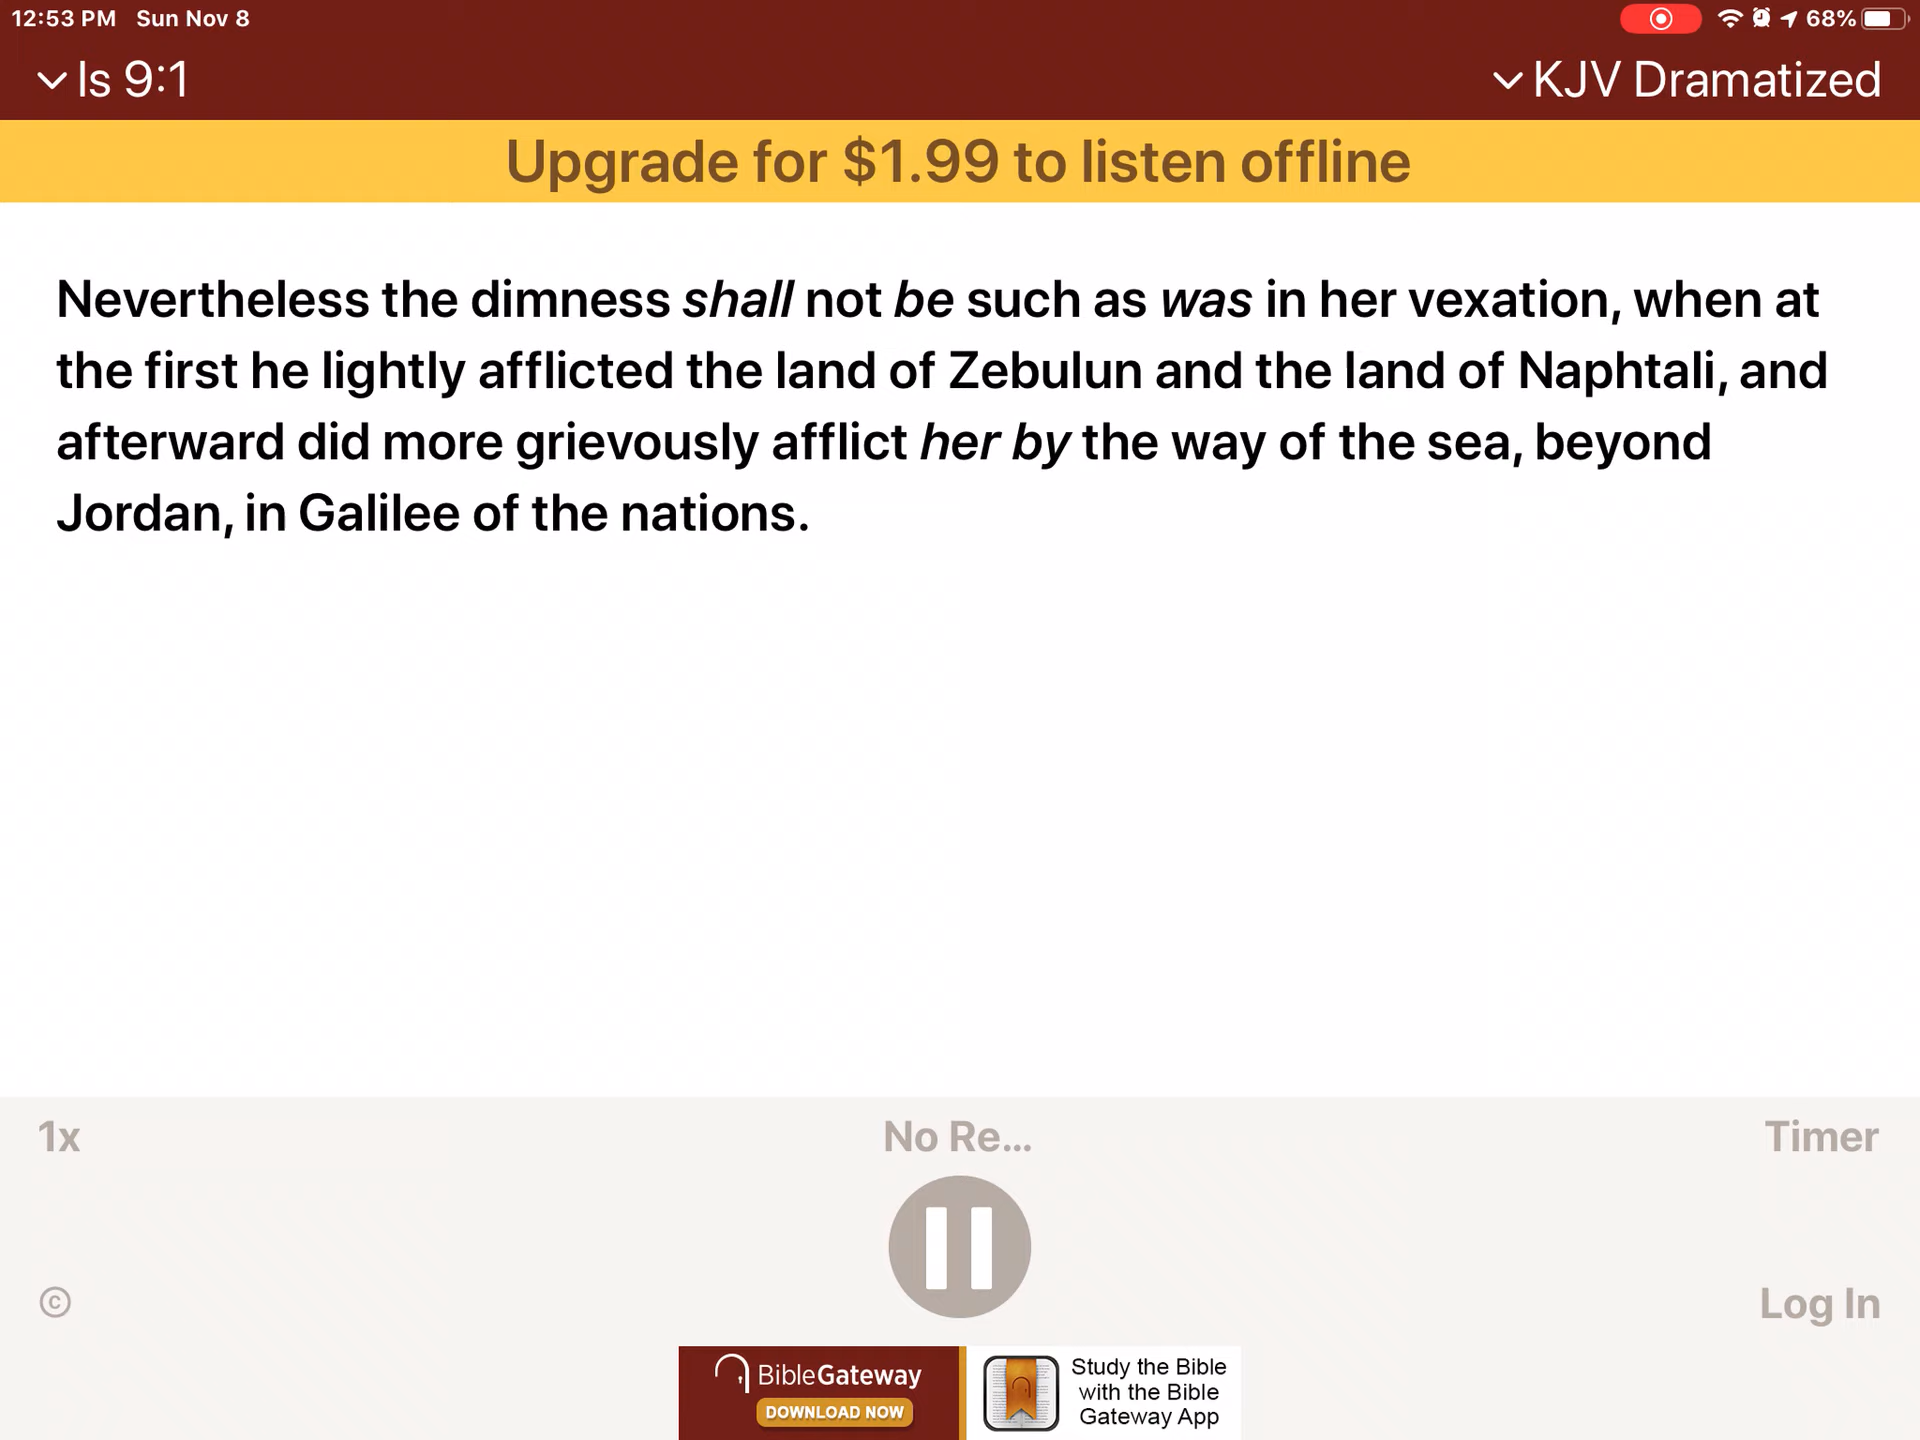 12:53 PM Sun Nov 8 68%
Is 9:1 KJV Dramatized
Upgrade for $1.99 to listen offline
Nevertheless the dimness shall not be such as was in her vexation, when at
the first he lightly afflicted the land of Zebulun and the land of Naphtali, and
afterward did more grievously afflict her by the way of the sea, beyond
Jordan, in Galilee of the nations.
1x No Re... Timer
© Log In
BibleGateway
DOWNLOAD NOW
Study the Bible
with the Bible
Gateway App